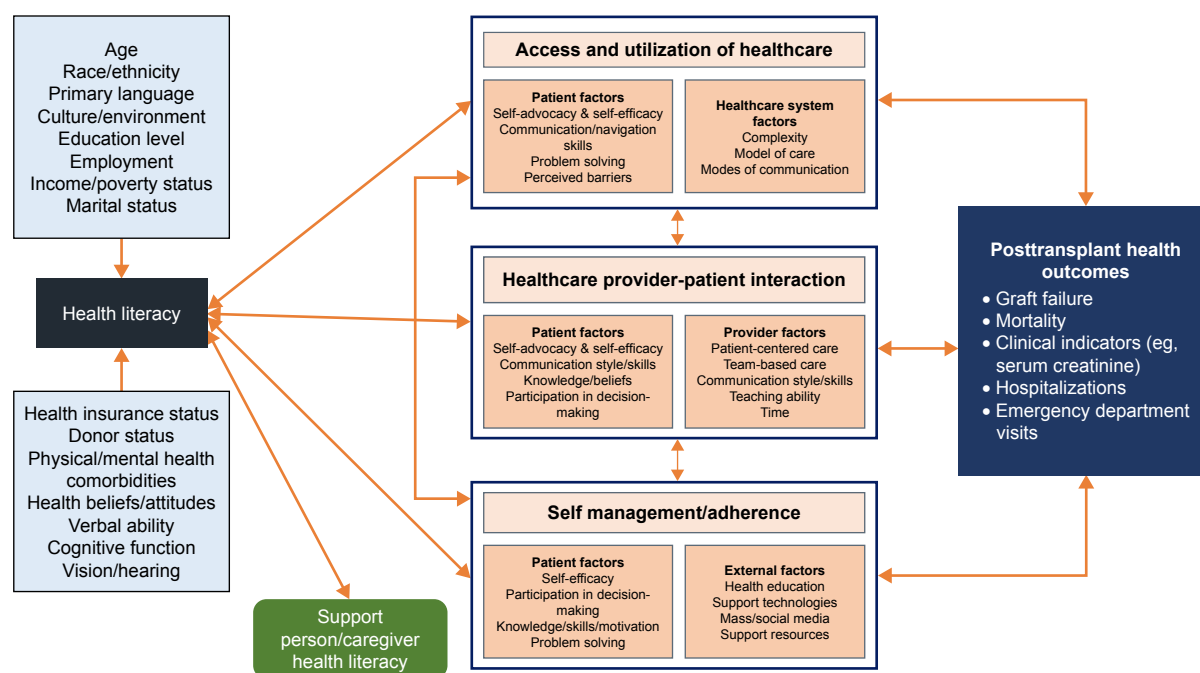 Age
Race/ethnicity
Primary language
Culture/environment
Education level
Employment
Income/poverty status
Marital status
Health literacy
Health insurance status
Donor status
Physical/mental health
comorbidities
Health beliefs/attitudes
Verbal ability
Cognitive function
Vision/hearing
Support
person/caregiver
health literacy
Access and utilization of healthcare
Patient factors
Self-advocacy & self-efficacy
Communication/navigation
skills
Problem solving
Perceived barriers
Healthcare system
factors
Complexity
Model of care
Modes of communication
Healthcare provider-patient interaction
Patient factors
Self-advocacy & self-efficacy
Communication style/skills
Knowledge/beliefs
Participation in decision-
making
Provider factors
Patient-centered care
Team-based care
Communication style/skills
Teaching ability
Time
Self management/adherence
Patient factors
Self-efficacy
Participation in decision-
making
Knowledge/skills/motivation
Problem solving
External factors
Health education
Support technologies
Mass/social media
Support resources
Posttransplant health
outcomes
• Graft failure
• Mortality
• Clinical indicators (eg,
serum creatinine)
• Hospitalizations
• Emergency department
visits